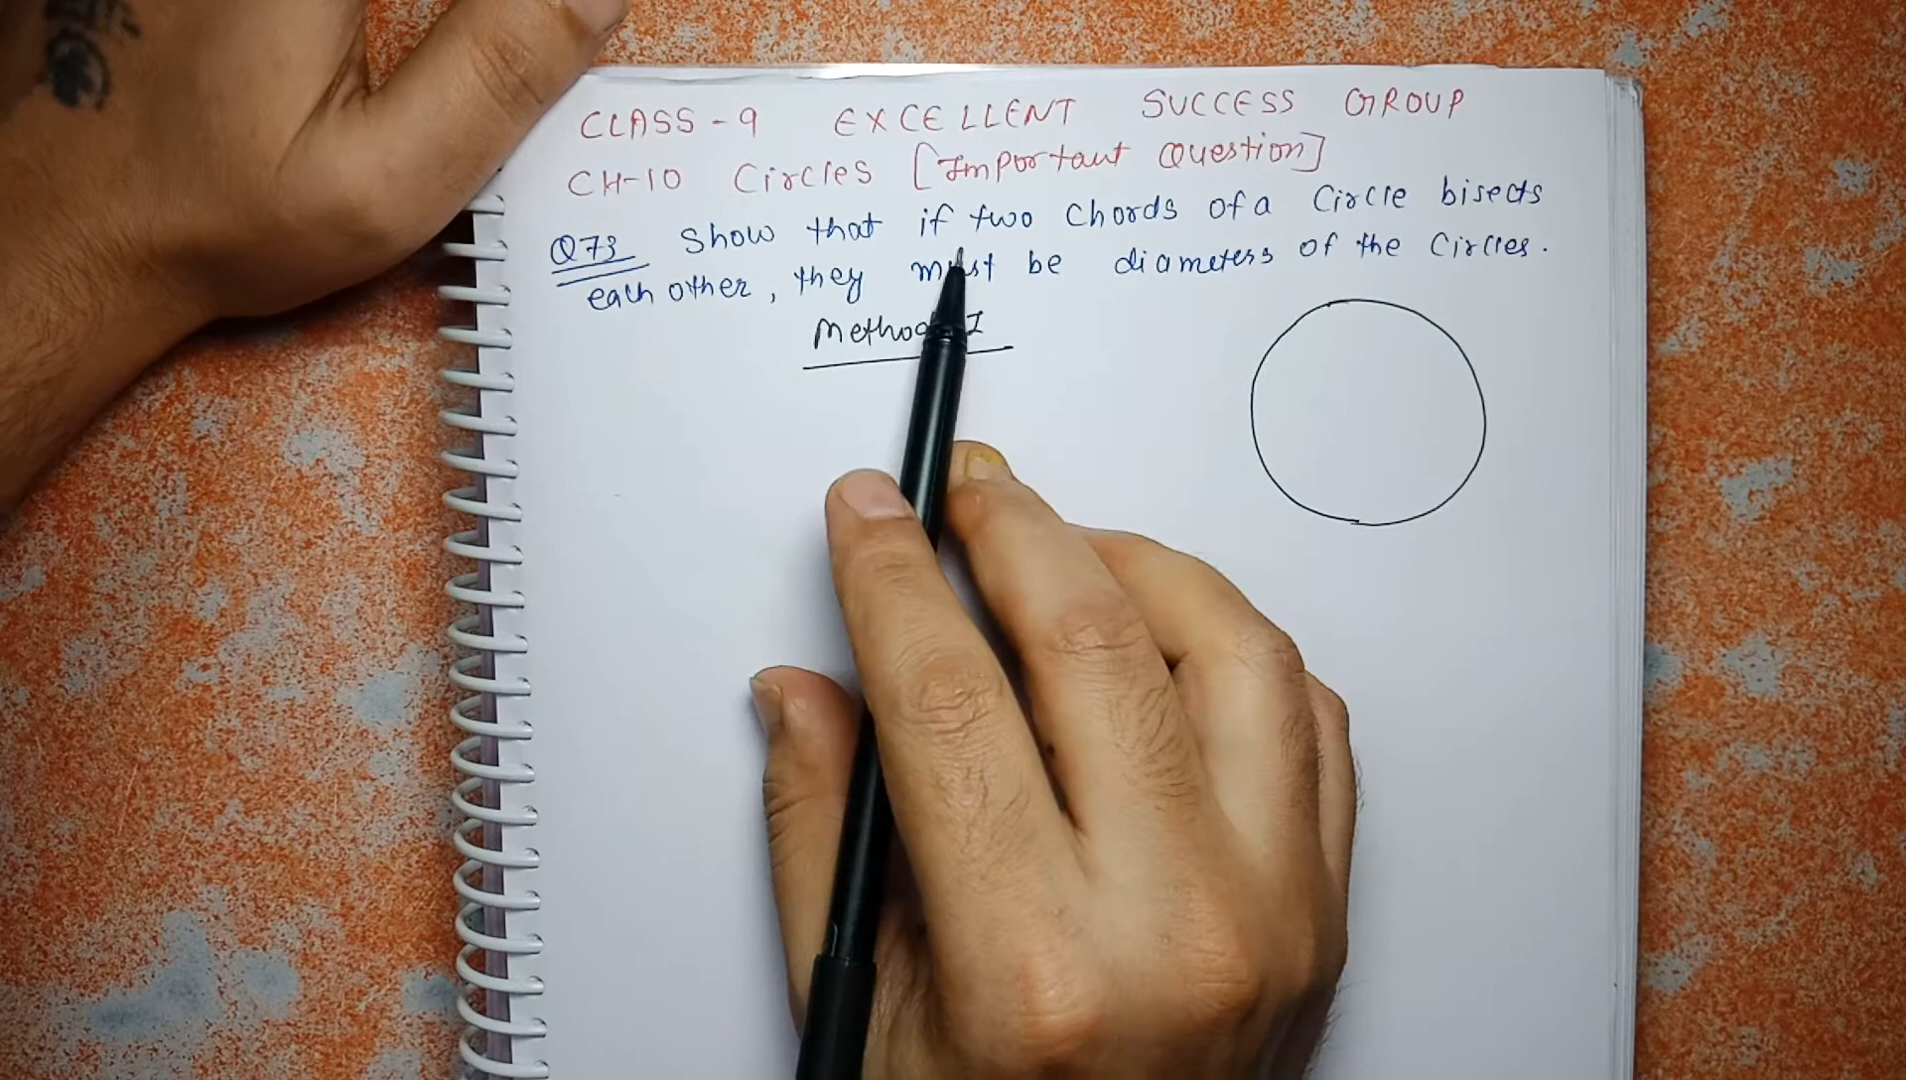 CLASS-9 EXCELLENT SUCCESS GROUP
CH-10 Circles [Important Question]
Q73 Show that if two Chords of a Circle bisects
each other, they must be diameters of the Circles.
Method I